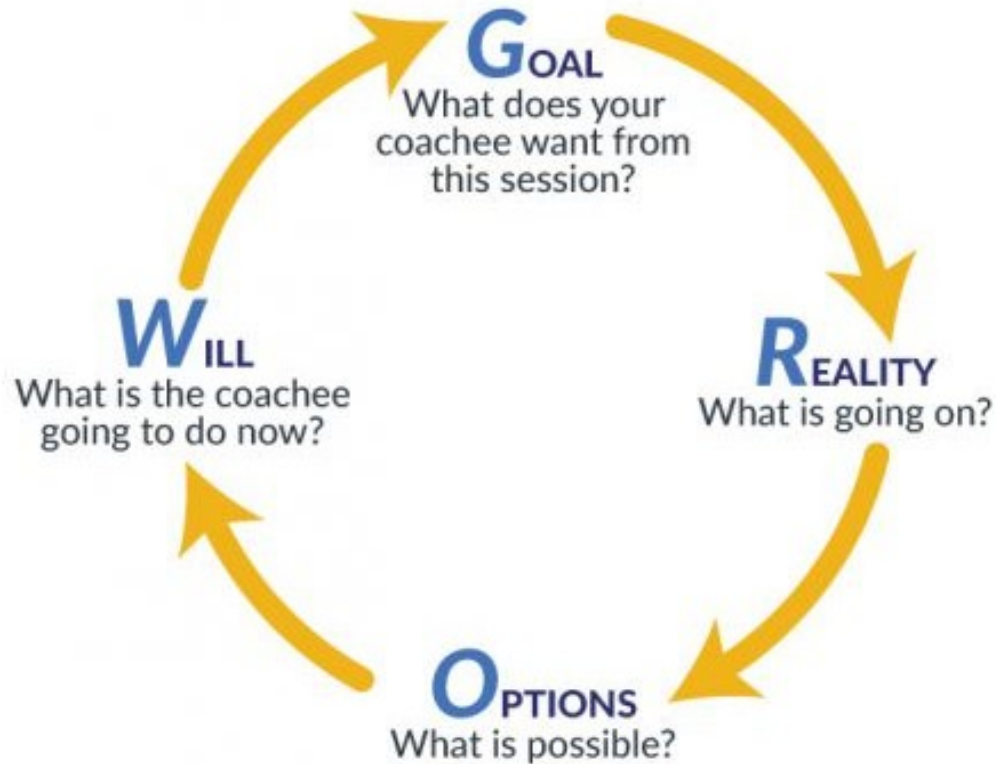 GOAL
What does your
coachee want from
this session?
REALITY
What is going on?
OPTIONS
What is possible?
WILL
What is the coachee
going to do now?